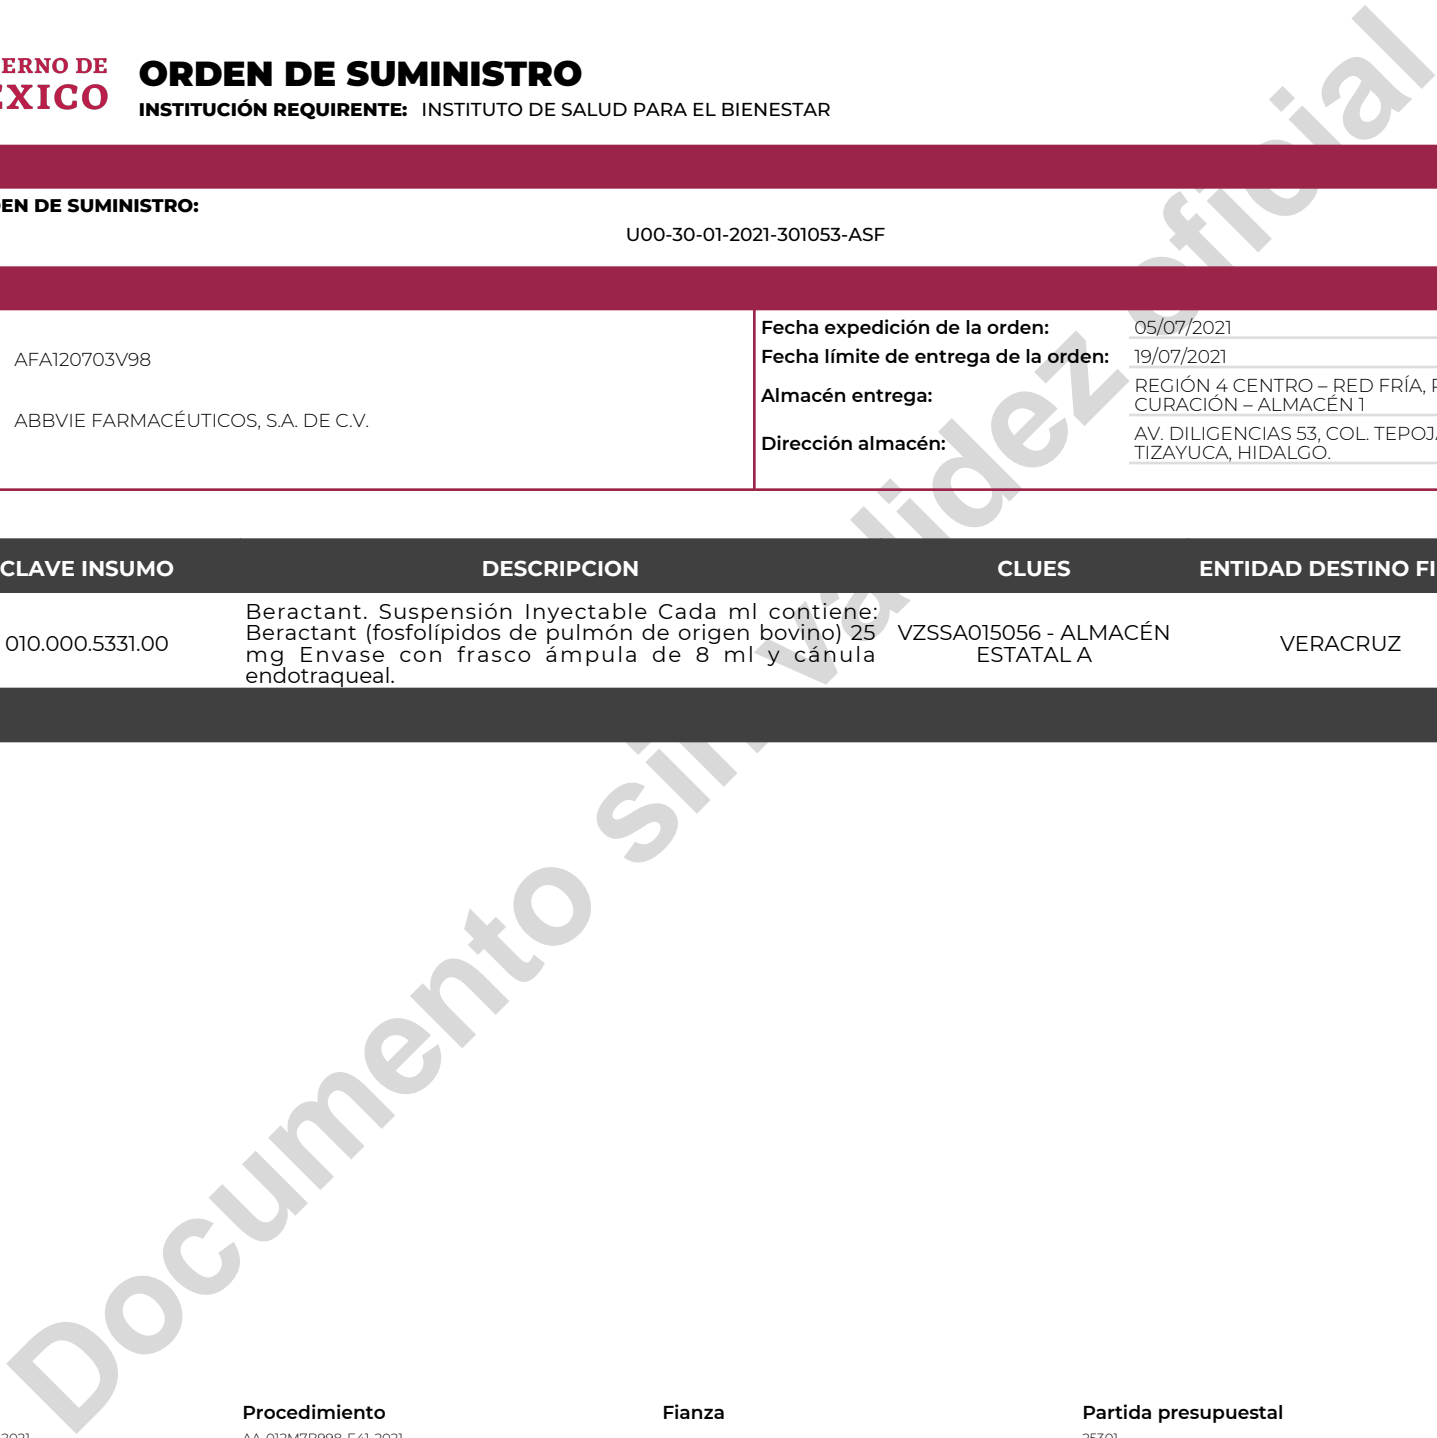 ERNO DE
EXICO
ORDEN DE SUMINISTRO
INSTITUCIÓN REQUIRENTE: INSTITUTO DE SALUD PARA EL BIENESTAR
EN DE SUMINISTRO:
U00-30-01-2021-301053-ASF
AFA120703V98
ABBVIE FARMACÉUTICOS, S.A. DE C.V.
Fecha expedición de la orden: 05/07/2021
Fecha límite de entrega de la orden: 19/07/2021
Almacén entrega: REGIÓN 4 CENTRO – RED FRÍA,
CURACIÓN – ALMACÉN 1
Dirección almacén: AV. DILIGENCIAS 53, COL. TEPOJ
TIZAYUCA, HIDALGO.
CLAVE INSUMO DESCRIPCION CLUES ENTIDAD DESTINO FI
010.000.5331.00
Beractant. Suspensión Inyectable Cada ml contiene:
Beractant (fosfolípidos de pulmón de origen bovino) 25
mg Envase con frasco ámpula de 8 ml y cánula
endotraqueal.
VZSSA015056 - ALMACÉN
ESTATAL A
VERACRUZ
Documento sin validez oficial
Procedimiento Fianza Partida presupuestal